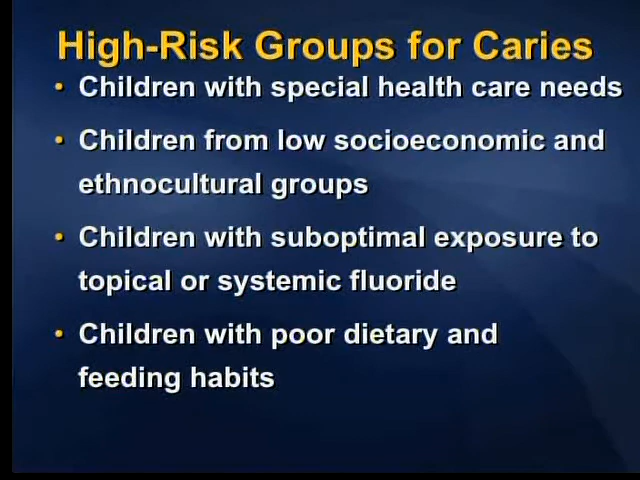 High-Risk Groups for Caries
• Children with special health care needs
• Children from low socioeconomic and
ethnocultural groups
• Children with suboptimal exposure to
topical or systemic fluoride
• Children with poor dietary and
feeding habits